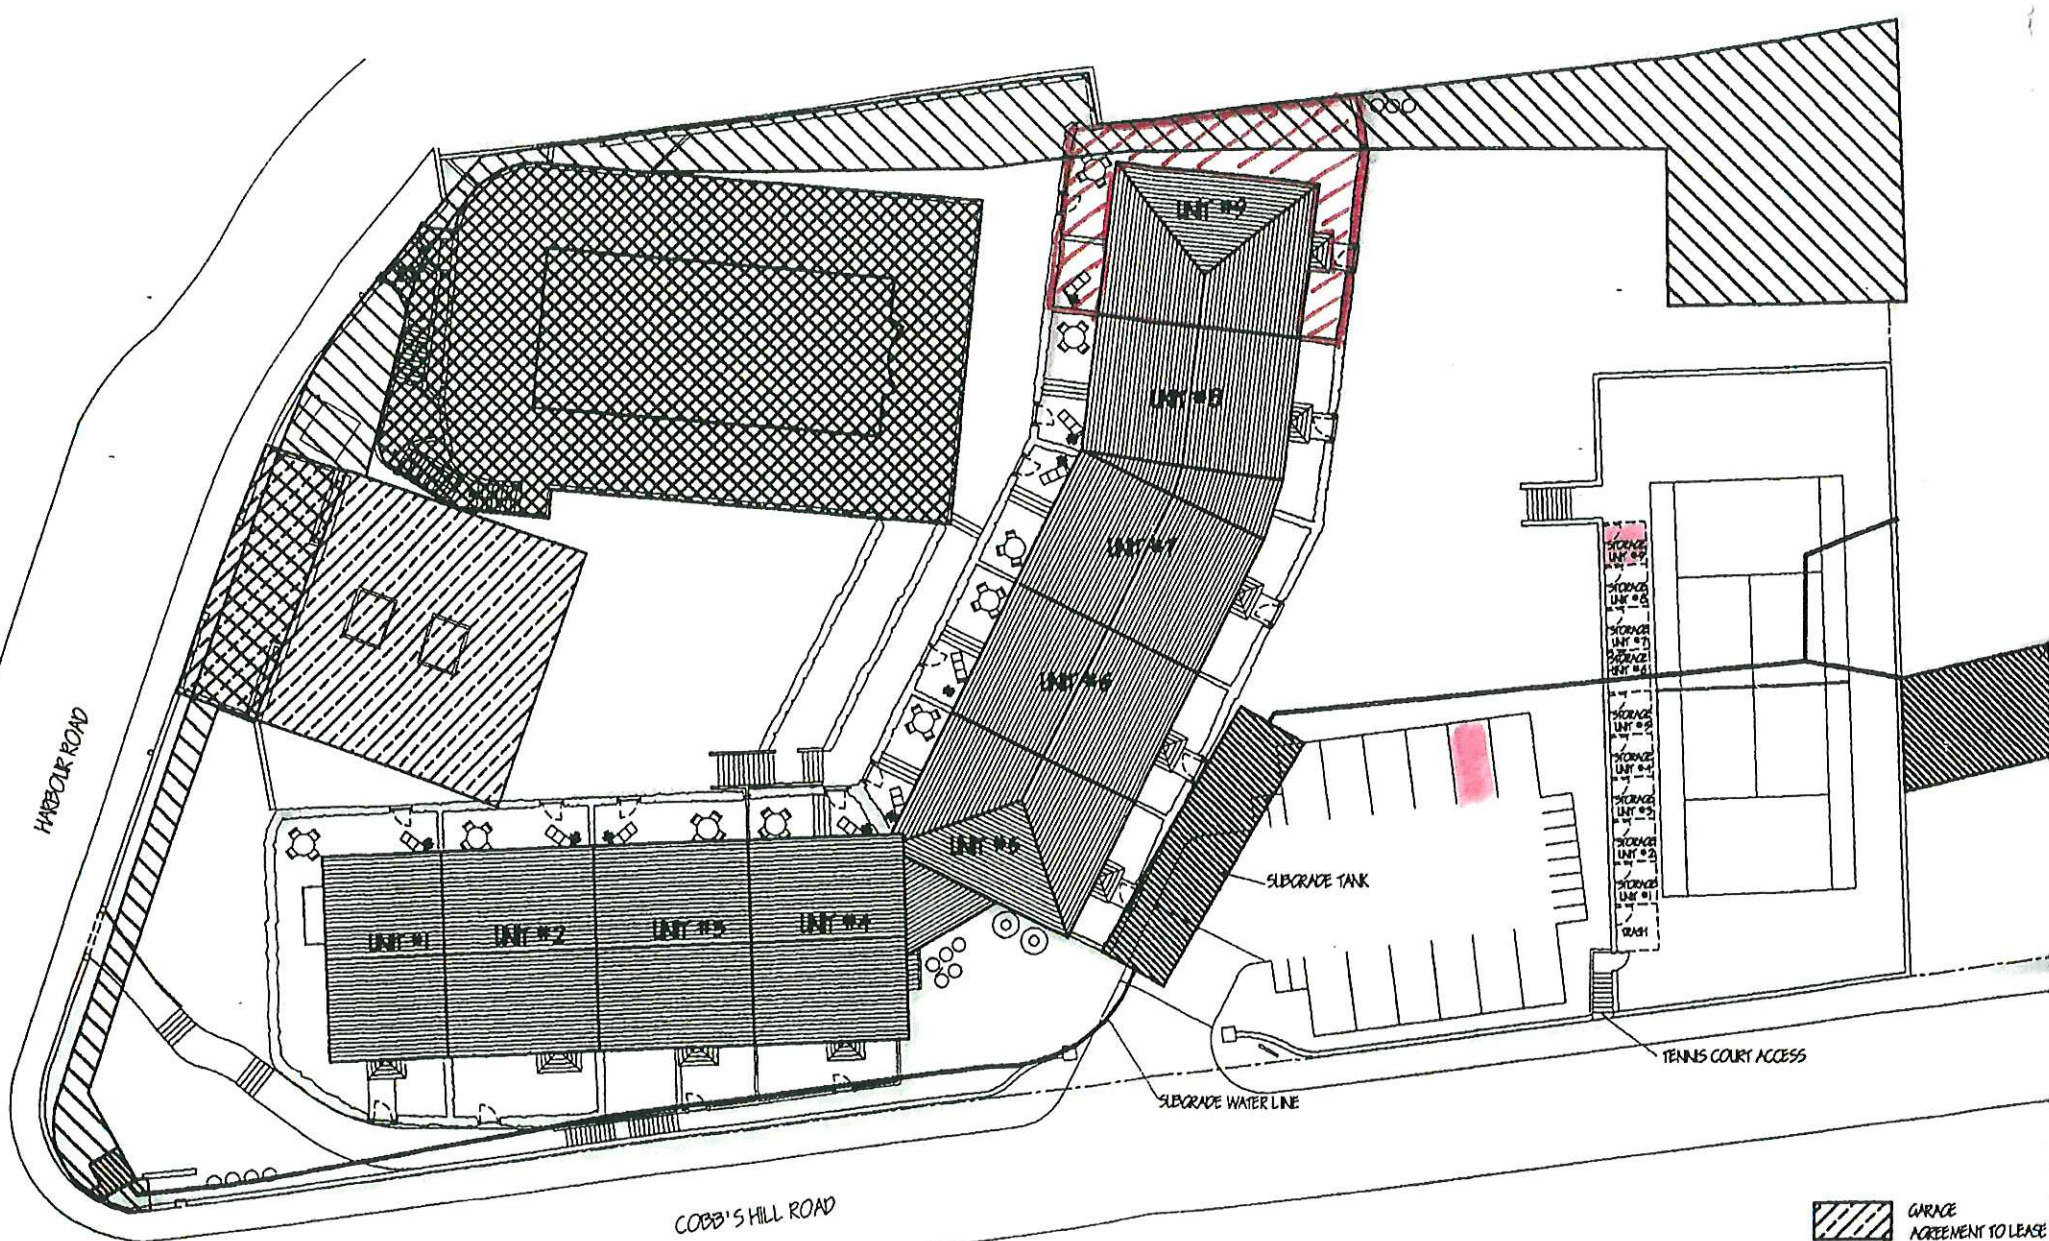 UNIT #9
UNIT #8
UNIT #7
UNIT #6
UNIT #5
UNIT #1
UNIT #2
UNIT #3
UNIT #4
HARBOUR ROAD
STORAGE
UNIT #9
STORAGE
UNIT #8
STORAGE
UNIT #7
STORAGE
UNIT #6
STORAGE
UNIT #5
STORAGE
UNIT #4
STORAGE
UNIT #3
STORAGE
UNIT #2
STORAGE
UNIT #1
TRASH
SUBGRADE TANK
TENNIS COURT ACCESS
SUBGRADE WATER LINE
COBB'S HILL ROAD
GARAGE
AGREEMENT TO LEASE